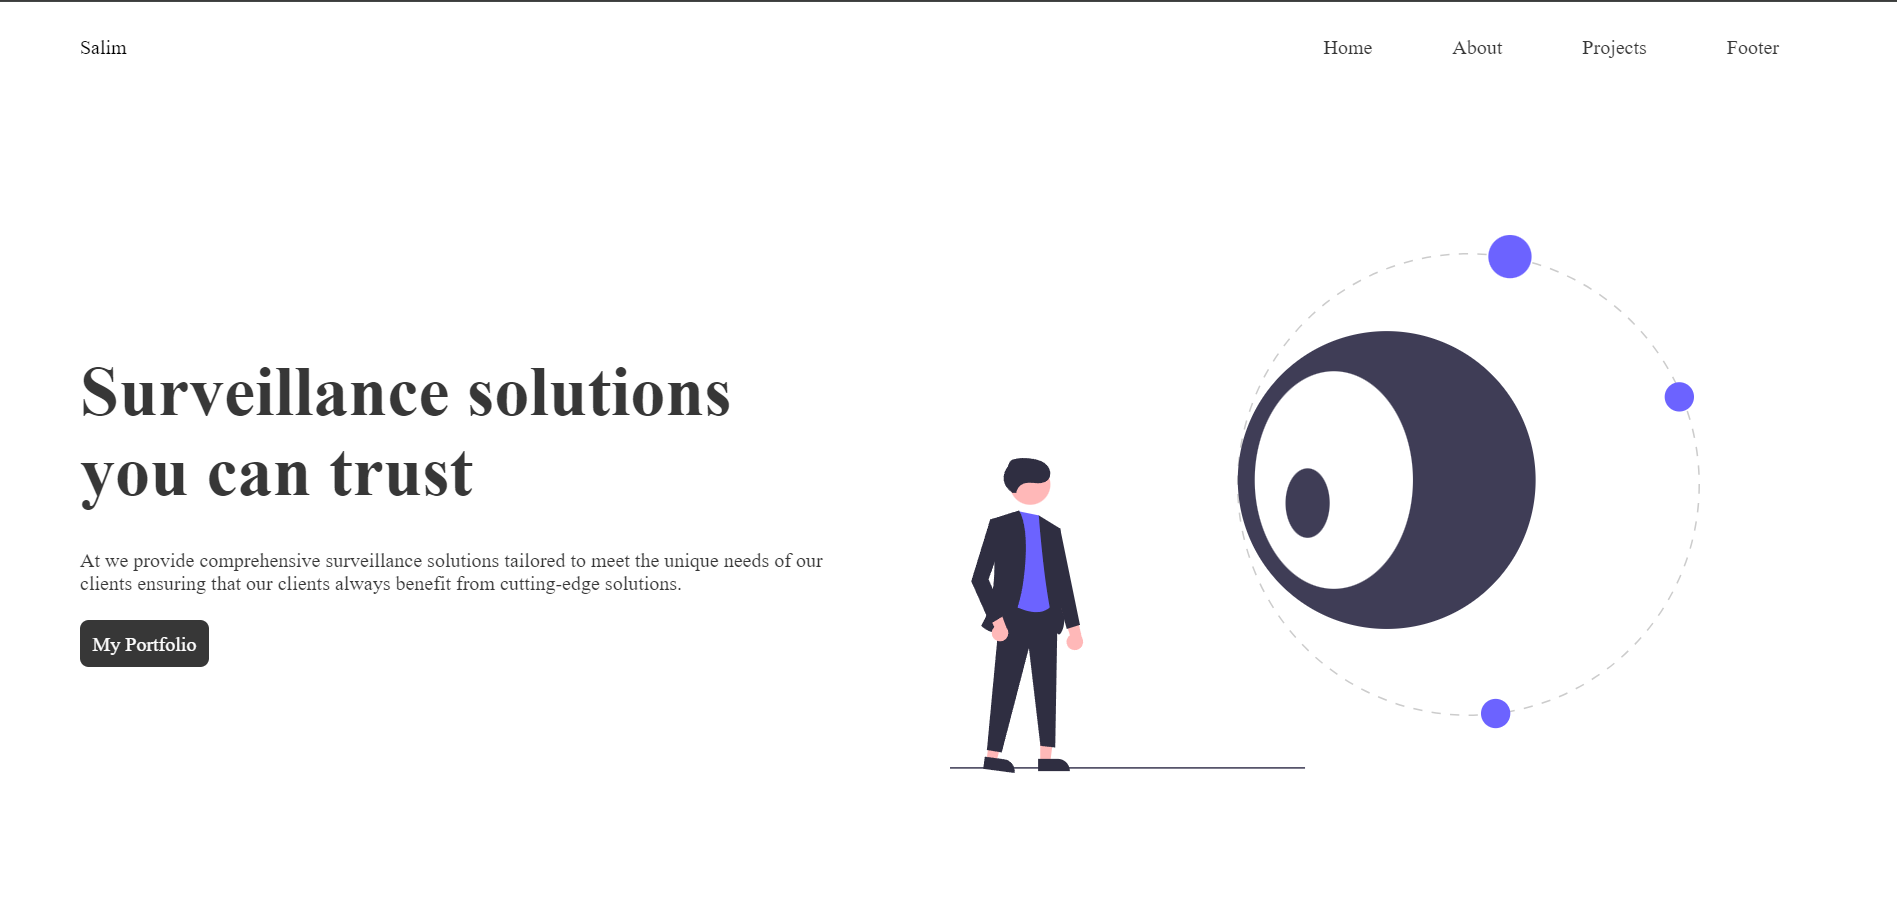 Salim
Home About Projects Footer
Surveillance solutions
you can trust
At we provide comprehensive surveillance solutions tailored to meet the unique needs of our
clients ensuring that our clients always benefit from cutting-edge solutions.
My Portfolio